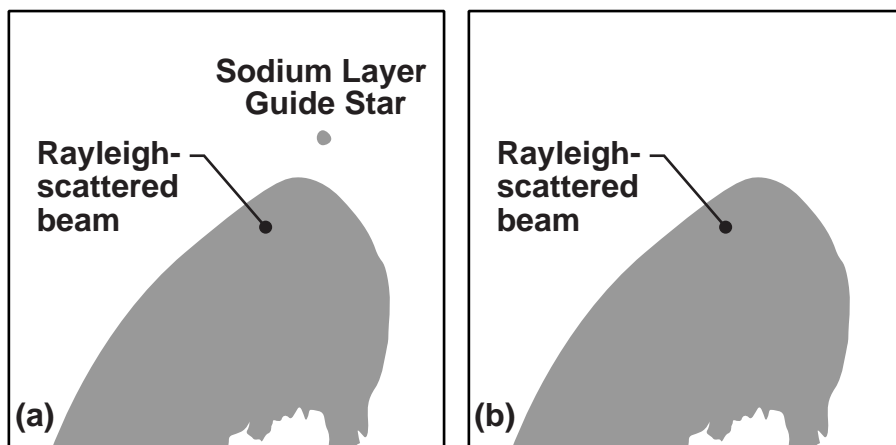 Sodium Layer
Guide Star
Rayleigh-
scattered
beam
(a)
Rayleigh-
scattered
beam
(b)